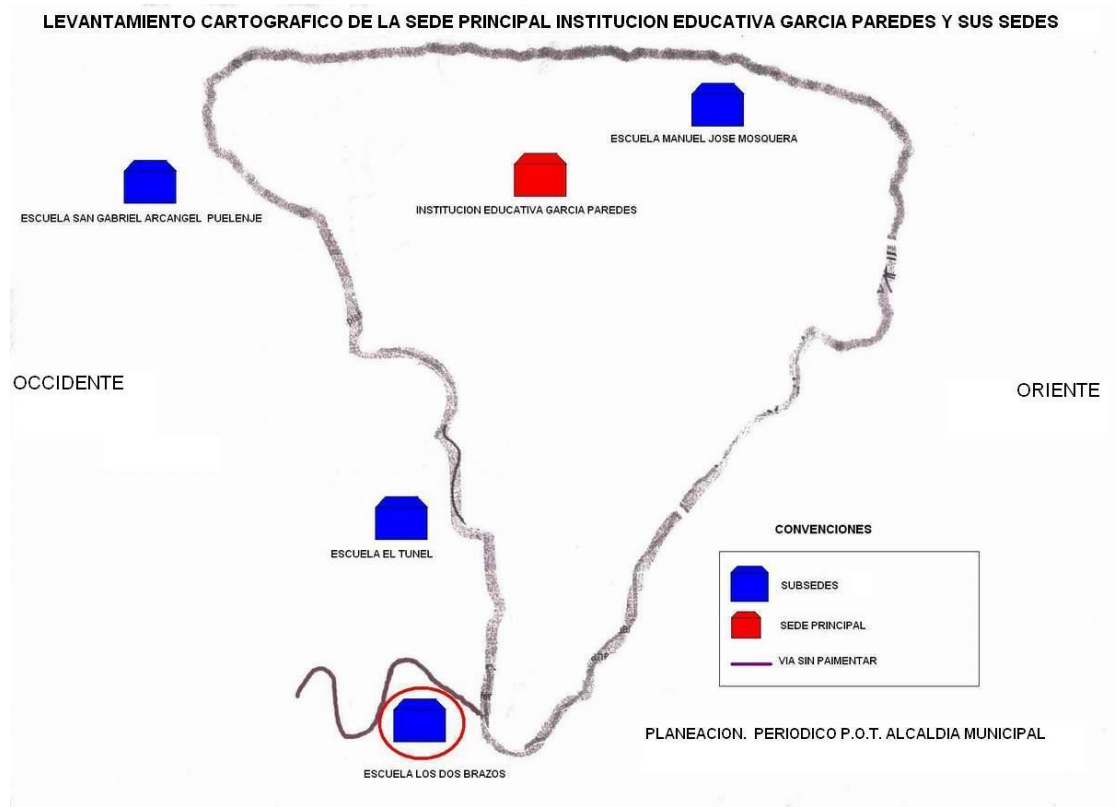 LEVANTAMIENTO CARTOGRAFICO DE LA SEDE PRINCIPAL INSTITUCION EDUCATIVA GARCIA PAREDES Y SUS SEDES
ESCUELA MANUEL JOSE MOSQUERA
ESCUELA SAN GABRIEL ARCANGEL PUELENJE
INSTITUCION EDUCATIVA GARCIA PAREDES
OCCIDENTE
ORIENTE
ESCUELA EL TUNEL
CONVENCIONES
SUBSEDES
SEDE PRINCIPAL
VIA SIN PAIMENTAR
PLANEACION. PERIODICO P.O.T. ALCALDIA MUNICIPAL
ESCUELA LOS DOS BRAZOS